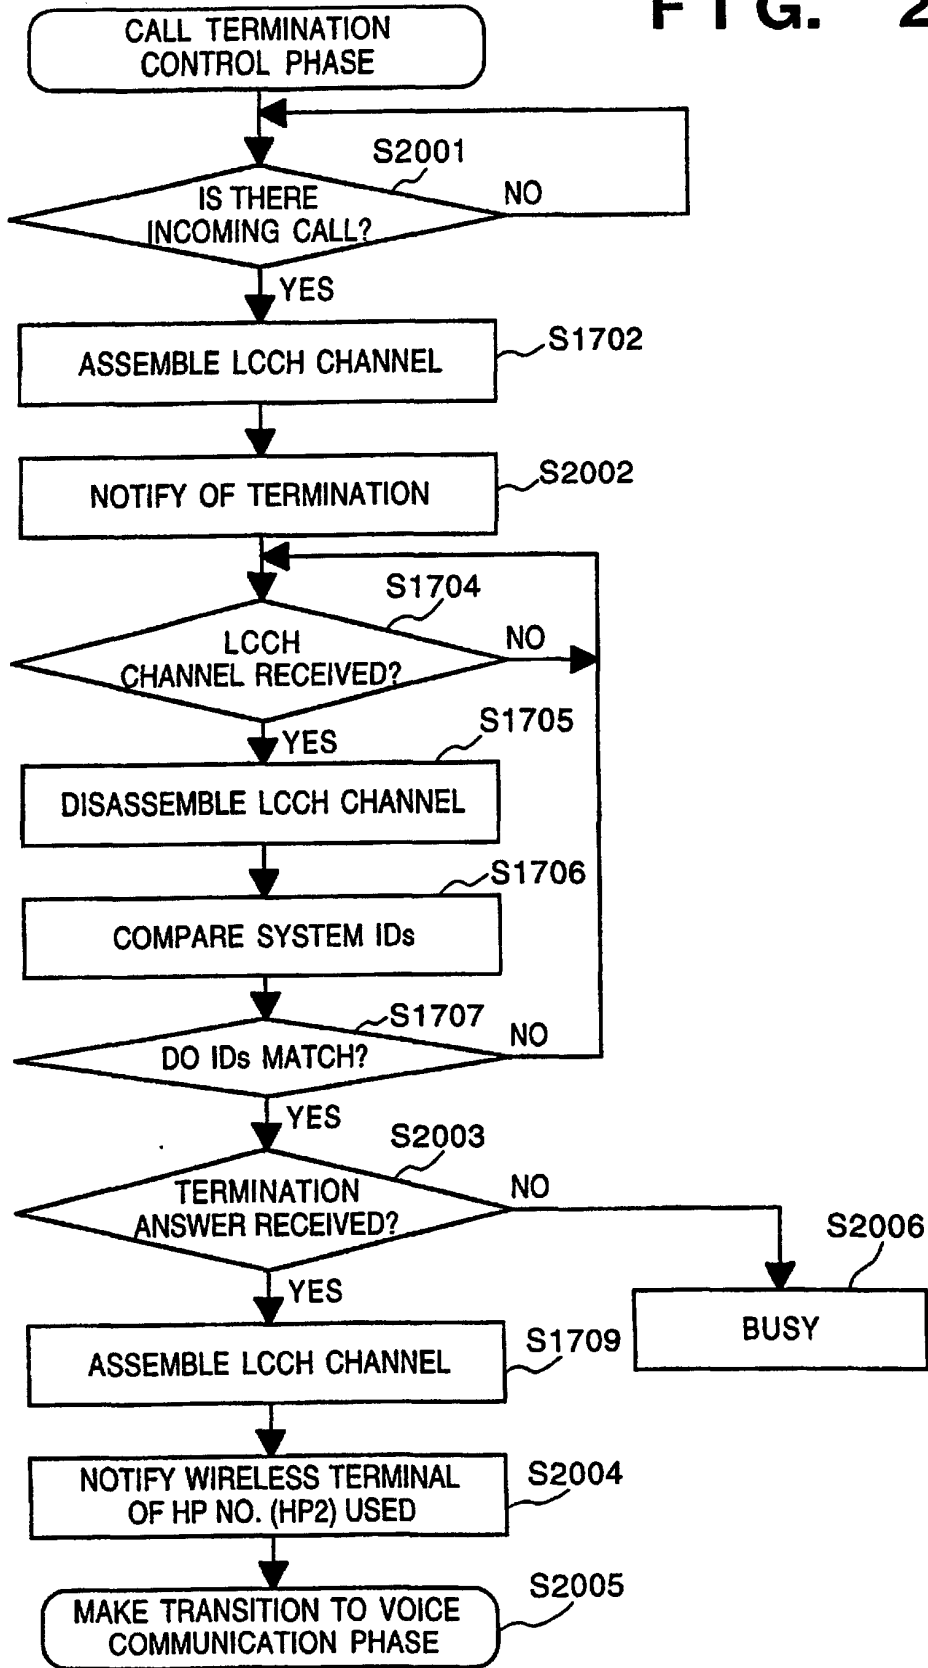 FIG. 2
CALL TERMINATION
CONTROL PHASE
S2001
IS THERE
INCOMING CALL?
NO
YES
ASSEMBLE LCCH CHANNEL
S1702
NOTIFY OF TERMINATION
S2002
S1704
LCCH
CHANNEL RECEIVED?
NO
YES
S1705
DISASSEMBLE LCCH CHANNEL
S1706
COMPARE SYSTEM IDs
S1707
DO IDs MATCH?
NO
YES
S2003
TERMINATION
ANSWER RECEIVED?
NO
S2006
BUSY
YES
S1709
ASSEMBLE LCCH CHANNEL
NOTIFY WIRELESS TERMINAL
OF HP NO. (HP2) USED
S2004
MAKE TRANSITION TO VOICE
COMMUNICATION PHASE
S2005